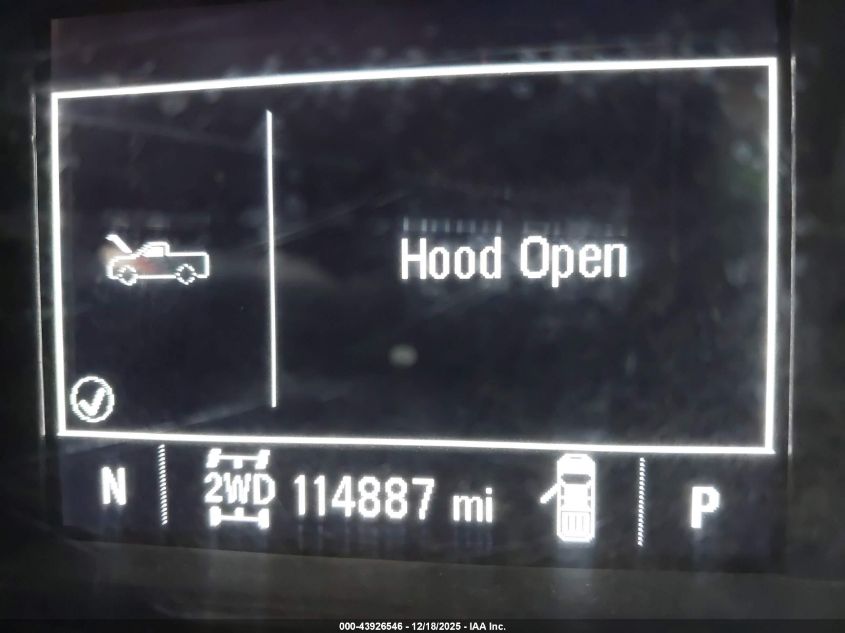 Hood Open
N 2WD 114887 mi P
000-43926546 - 12/18/2025 - IAA Inc.